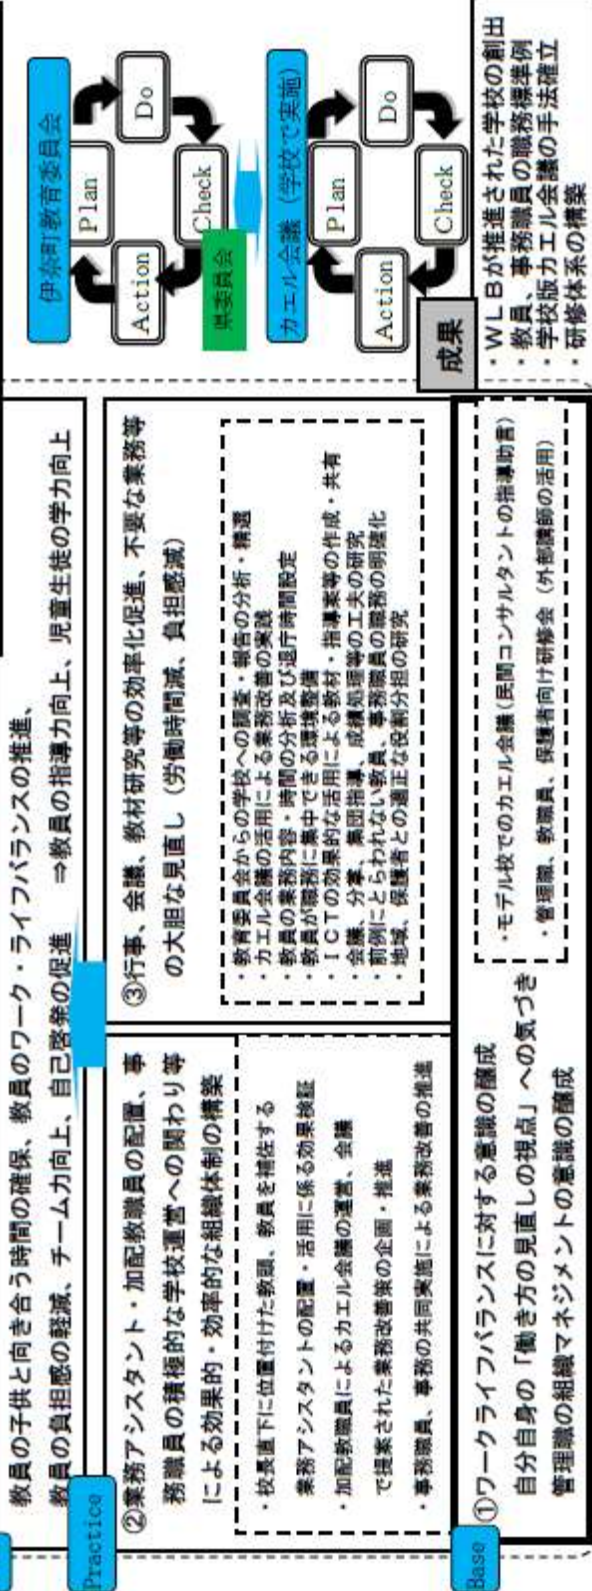 教員の子供と向き合う時間の確保、教員のワーク・ライフバランスの推進、
教員の負担感の軽減、チーム力向上、自己啓発の促進 ⇒教員の指導力向上、児童生徒の学力向上
Practice
②業務アシスタント・加配教職員の配置、事
務職員の積極的な学校運営への関わり等
による効果的・効率的な組織体制の構築
・校長直下に位置付けた教頭、教員を補佐する
業務アシスタントの配置・活用に係る効果検証
・加配教職員によるカエル会議の運営、会議
で提案された業務改善策の企画・推進
・事務職員、事務の共同実施による業務改善の推進
③行事、会議、教材研究等の効率化促進、不要な業務等
の大胆な見直し（労働時間減、負担感減）
・教育委員会からの学校への調査・報告の分析・精選
・カエル会議の活用による業務改善の実践
・教員の業務内容・時間の分析及び退庁時間設定
・教員が職務に集中できる環境整備
・ＩＣＴの効果的な活用による教材・指導案等の作成・共有
・会議、分掌、集団指導、成績処理等の工夫の研究
・前例にとらわれない教員、事務職員の職務の明確化
・地域、保護者との適正な役割分担の研究
Base
①ワークライフバランスに対する意識の醸成
自分自身の「働き方の見直しの視点」への気づき
管理職の組織マネジメントの意識の醸成
・モデル校でのカエル会議（民間コンサルタントの指導助言）
・管理職、教職員、保護者向け研修会（外部講師の活用）
伊奈町教育委員会
Plan
Do
Check
Action
県委員会
カエル会議（学校で実施）
Plan
Do
Check
Action
成果
・ＷＬＢが推進された学校の創出
・教員、事務職員の職務標準例
・学校版カエル会議の手法確立
・研修体系の構築